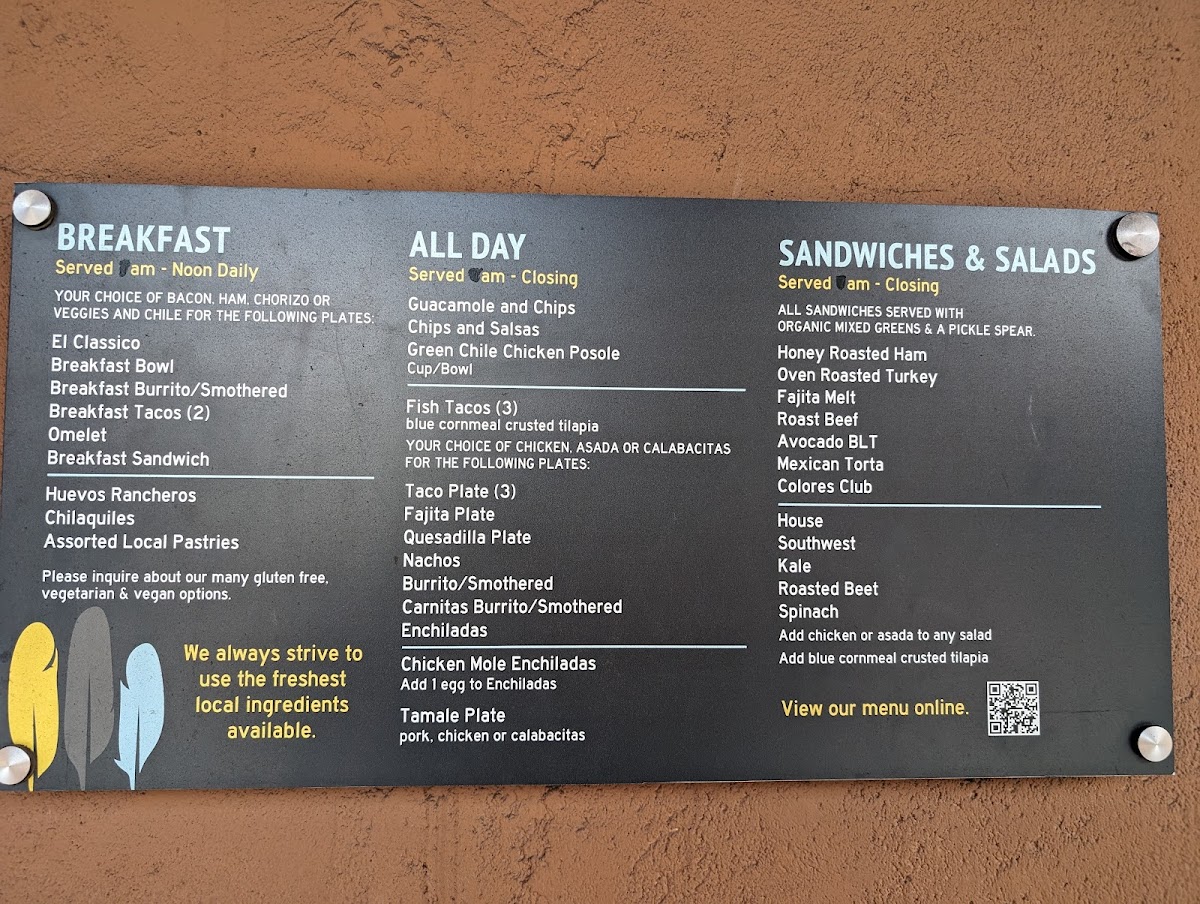 BREAKFAST
Served am - Noon Daily
YOUR CHOICE OF BACON, HAM, CHORIZO OR
VEGGIES AND CHILE FOR THE FOLLOWING PLATES:
El Classico
Breakfast Bowl
Breakfast Burrito/Smothered
Breakfast Tacos (2)
Omelet
Breakfast Sandwich
Huevos Rancheros
Chilaquiles
Assorted Local Pastries
Please inquire about our many gluten free,
vegetarian & vegan options.
We always strive to
use the freshest
local ingredients
available.
ALL DAY
Served am - Closing
Guacamole and Chips
Chips and Salsas
Green Chile Chicken Posole
Cup/Bowl
Fish Tacos (3)
blue cornmeal crusted tilapia
YOUR CHOICE OF CHICKEN, ASADA OR CALABACITAS
FOR THE FOLLOWING PLATES:
Taco Plate (3)
Fajita Plate
Quesadilla Plate
Nachos
Burrito/Smothered
Carnitas Burrito/Smothered
Enchiladas
Chicken Mole Enchiladas
Add 1 egg to Enchiladas
Tamale Plate
pork, chicken or calabacitas
SANDWICHES & SALADS
Served am - Closing
ALL SANDWICHES SERVED WITH
ORGANIC MIXED GREENS & A PICKLE SPEAR.
Honey Roasted Ham
Oven Roasted Turkey
Fajita Melt
Roast Beef
Avocado BLT
Mexican Torta
Colores Club
House
Southwest
Kale
Roasted Beet
Spinach
Add chicken or asada to any salad
Add blue cornmeal crusted tilapia
View our menu online.